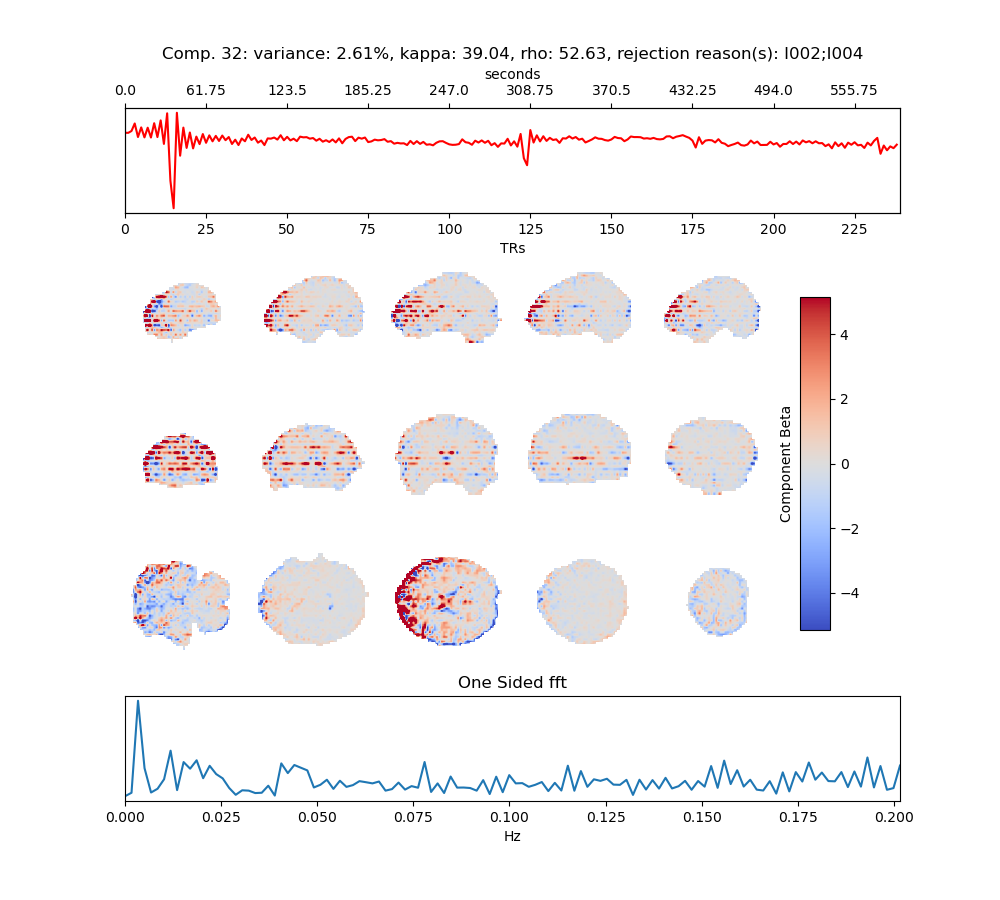 Comp. 32: variance: 2.61%, kappa: 39.04, rho: 52.63, rejection reason(s): I002;I004
seconds
0.0 61.75 123.5 185.25 247.0 308.75 370.5 432.25 494.0 555.75
0 25 50 75 100 125 150 175 200 225
TRs
4
2
0
−2
−4
Component Beta
One Sided fft
0.000 0.025 0.050 0.075 0.100 0.125 0.150 0.175 0.200
Hz